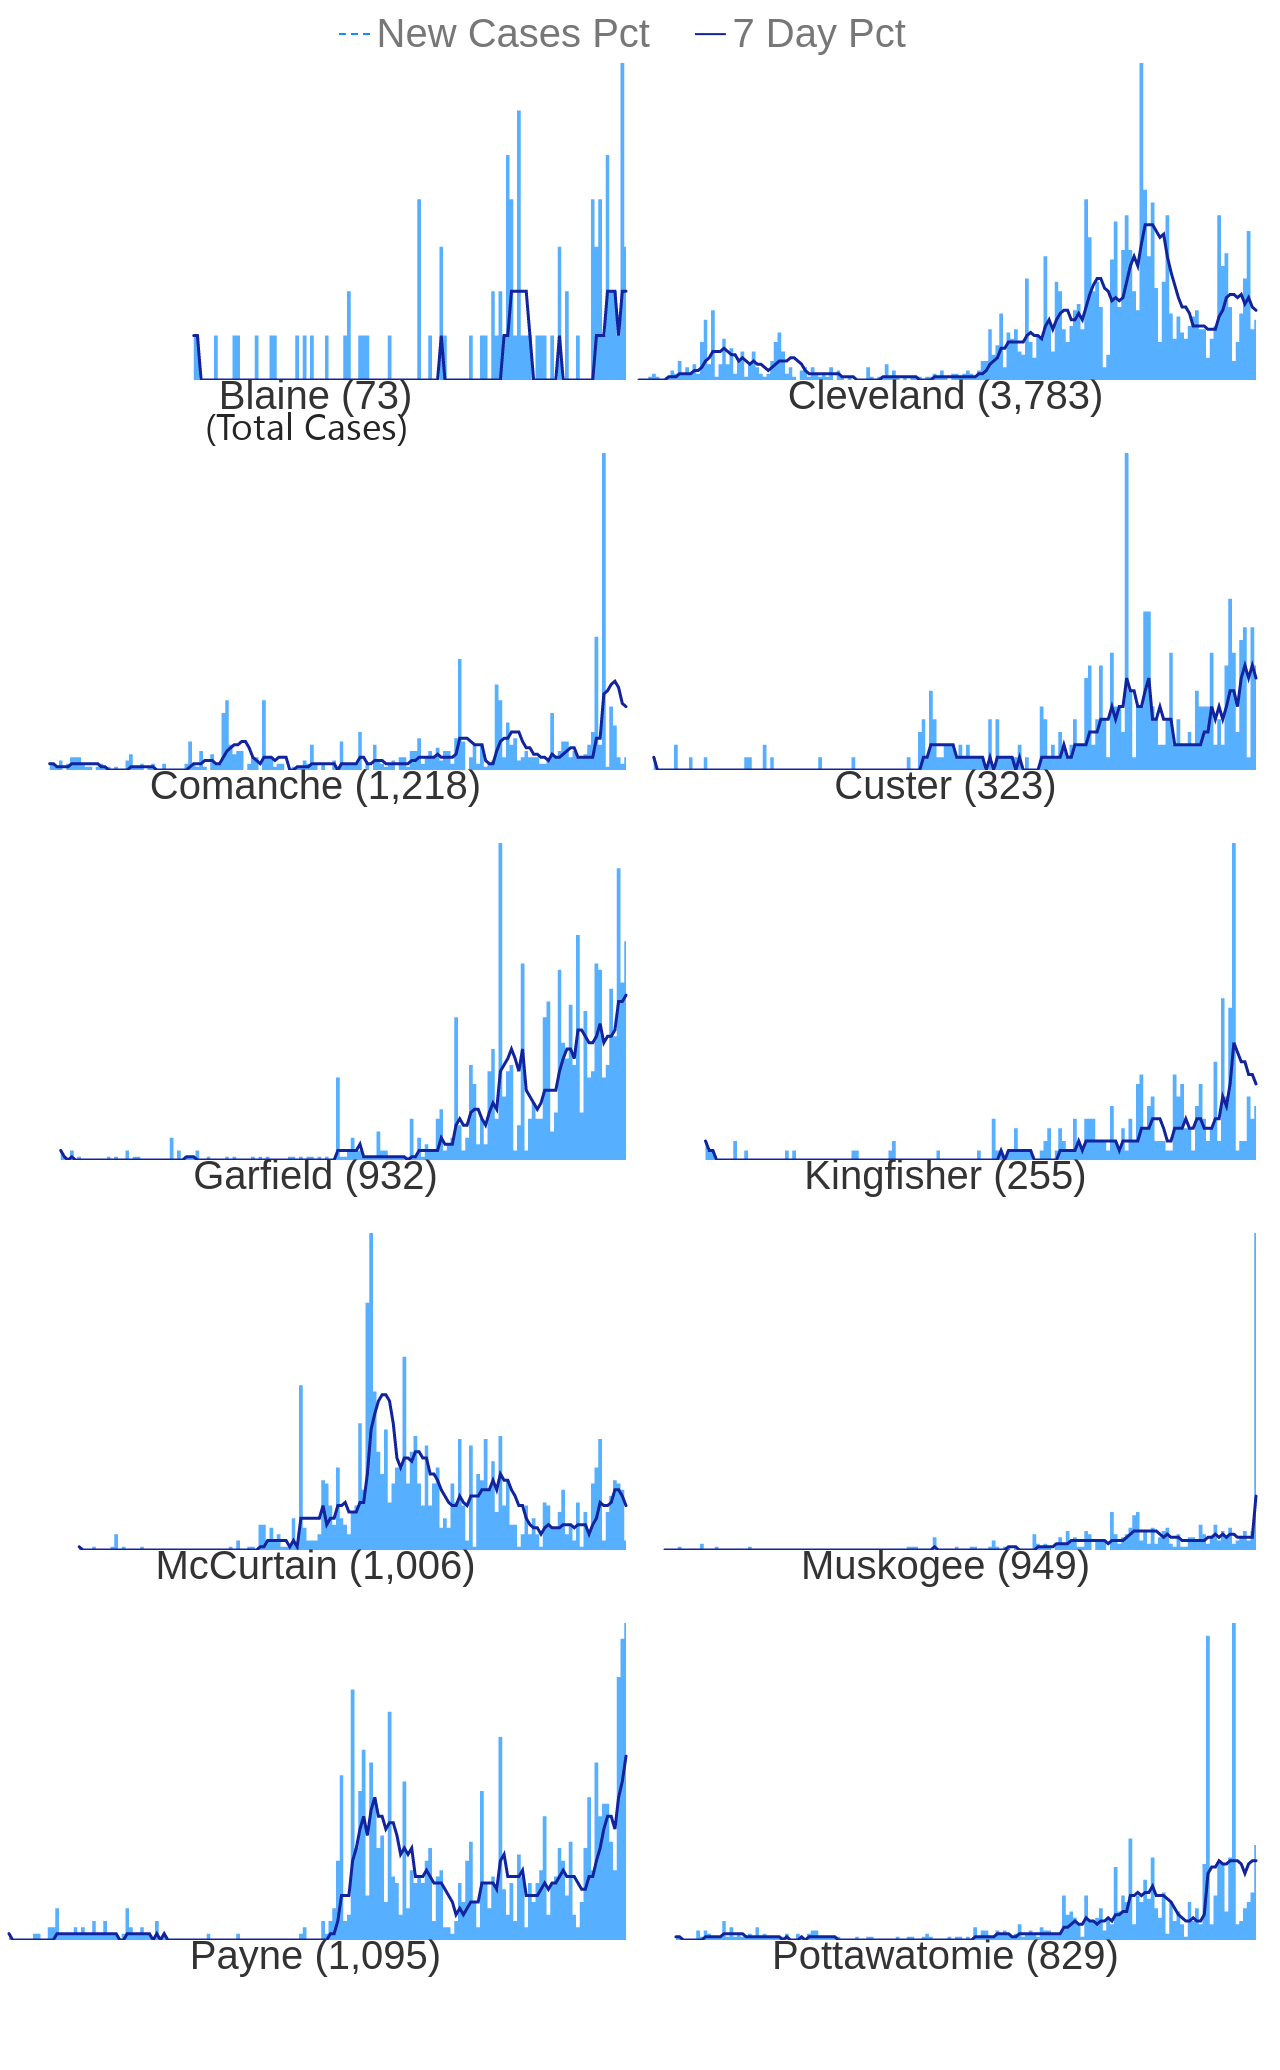 New Cases Pct 7 Day Pct
Blaine (73) Cleveland (3,783)
(Total Cases)
Comanche (1,218) Custer (323)
Garfield (932) Kingfisher (255)
McCurtain (1,006) Muskogee (949)
Payne (1,095) Pottawatomie (829)